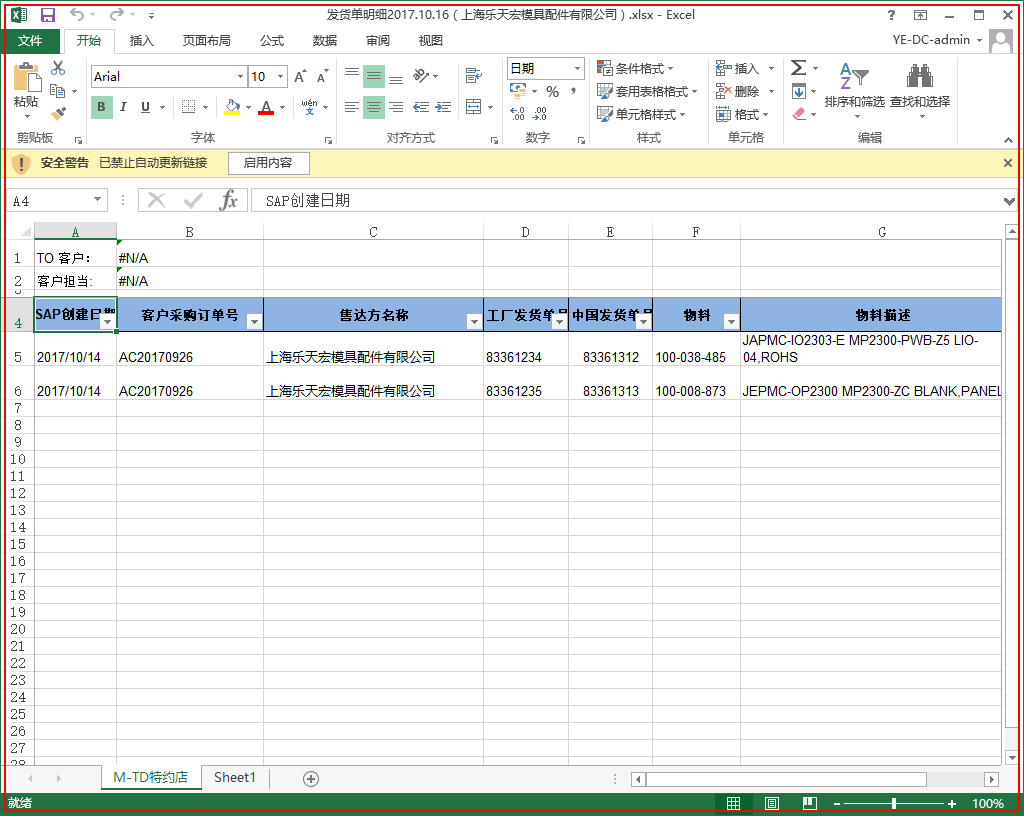 发货单明细2017.10.16 ( 上海乐天宏模具配件有限公司 ) .xlsx - Excel
文件 开始 插入 页面布局 公式 数据 审阅 视图 YE-DC-admin
Arial 10 日期 条件格式 插入
粘贴 套用表格格式 删除 排序和筛选 查找和选择
B I U A wén 文 % , 单元格样式 格式
剪贴板 字体 对齐方式 数字 样式 单元格 编辑
安全警告 已禁止自动更新链接 启用内容
A4 fx SAP创建日期
A B C D E F G
1 TO 客户： #N/A
2 客户担当: #N/A
4 SAP创建日期 客户采购订单号 售达方名称 工厂发货单号 中国发货单号 物料 物料描述
5 2017/10/14 AC20170926 上海乐天宏模具配件有限公司 83361234 83361312 100-038-485 JAPMC-IO2303-E MP2300-PWB-Z5 LIO-
04,ROHS
6 2017/10/14 AC20170926 上海乐天宏模具配件有限公司 83361235 83361313 100-008-873 JEPMC-OP2300 MP2300-ZC BLANK,PANEL
7
8
9
10
11
12
13
14
15
16
17
18
19
20
21
22
23
24
25
26
27
28
M-TD特约店 Sheet1
就绪 100%